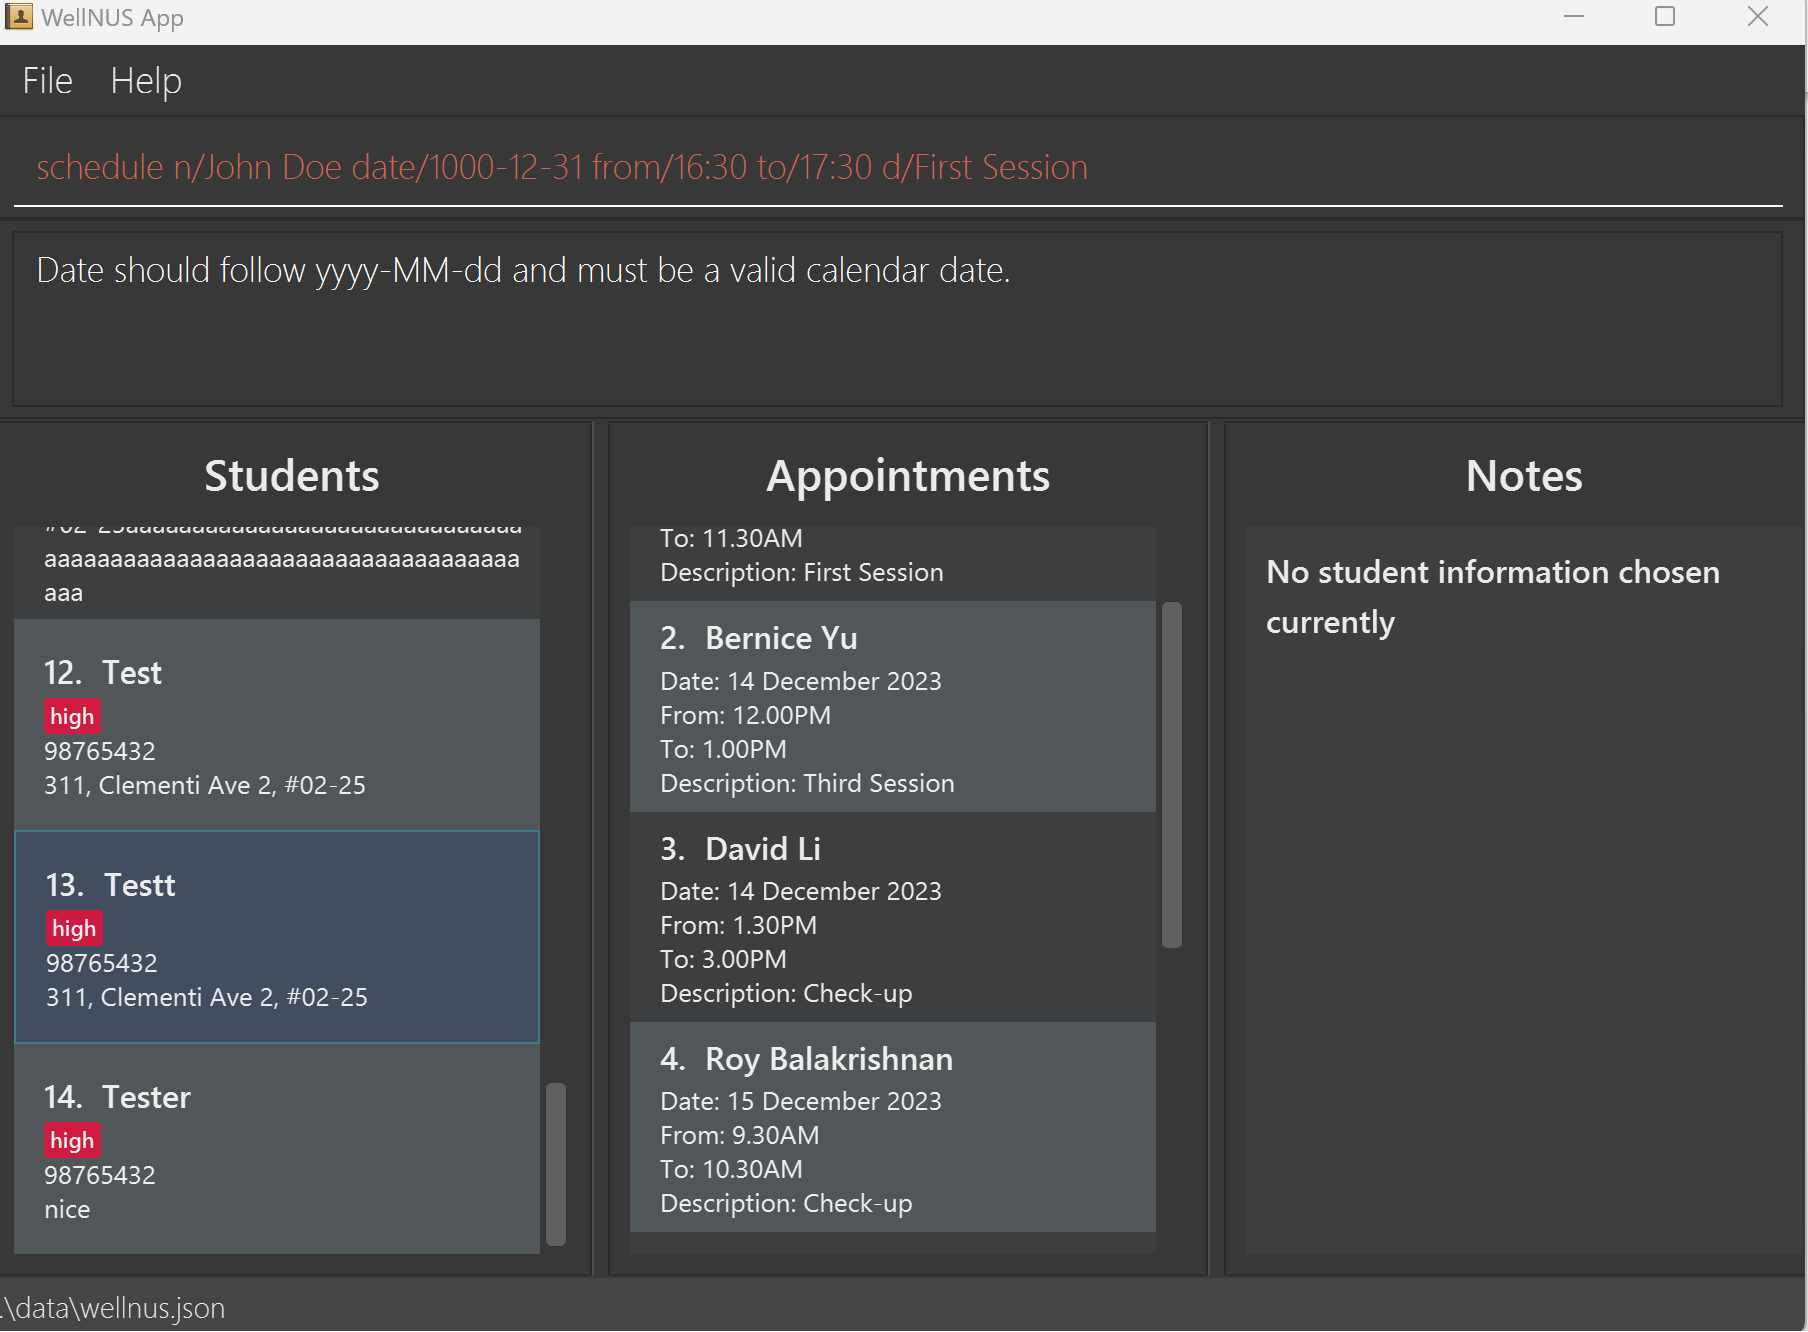 WellNUS App
File Help
schedule n/John Doe date/1000-12-31 from/16:30 to/17:30 d/First Session
Date should follow yyyy-MM-dd and must be a valid calendar date.
Students
aaaaaaaaaaaaaaaaaaaaaaaaaaaaaaaaaaaa
aaa
12. Test
high
98765432
311, Clementi Ave 2, #02-25
13. Testt
high
98765432
311, Clementi Ave 2, #02-25
14. Tester
high
98765432
nice
Appointments
To: 11.30AM
Description: First Session
2. Bernice Yu
Date: 14 December 2023
From: 12.00PM
To: 1.00PM
Description: Third Session
3. David Li
Date: 14 December 2023
From: 1.30PM
To: 3.00PM
Description: Check-up
4. Roy Balakrishnan
Date: 15 December 2023
From: 9.30AM
To: 10.30AM
Description: Check-up
Notes
No student information chosen
currently
.\data\wellnus.json